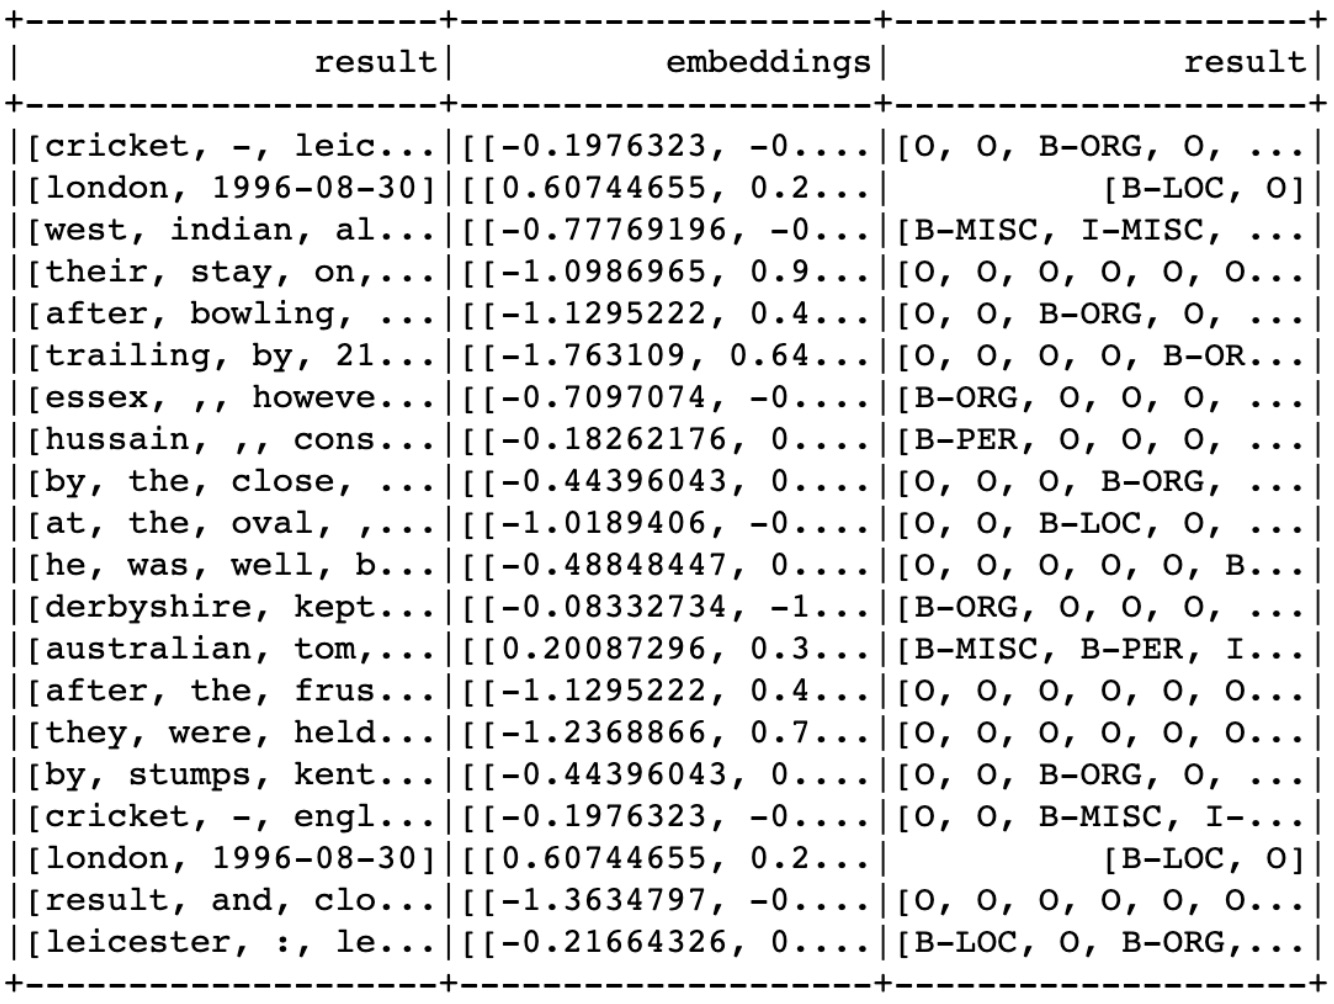 +--------------------+--------------------+--------------------+
|              result|          embeddings|              result|
+--------------------+--------------------+--------------------+
|[cricket, -, leic...|[[-0.1976323, -0....|[O, O, B-ORG, O, ...|
|[london, 1996-08-30]|[[0.60744655, 0.2...|          [B-LOC, O]|
|[west, indian, al...|[[-0.77769196, -0...|[B-MISC, I-MISC, ...|
|[their, stay, on,...|[[-1.0986965, 0.9...|[O, O, O, O, O, O...|
|[after, bowling, ...|[[-1.1295222, 0.4...|[O, O, B-ORG, O, ...|
|[trailing, by, 21...|[[-1.763109, 0.64...|[O, O, O, O, B-OR...|
|[essex, ,, howeve...|[[-0.7097074, -0....|[B-ORG, O, O, O, ...|
|[hussain, ,, cons...|[[-0.18262176, 0....|[B-PER, O, O, O, ...|
|[by, the, close, ...|[[-0.44396043, 0....|[O, O, O, B-ORG, ...|
|[at, the, oval, ,...|[[-1.0189406, -0....|[O, O, B-LOC, O, ...|
|[he, was, well, b...|[[-0.48848447, 0....|[O, O, O, O, O, B...|
|[derbyshire, kept...|[[-0.08332734, -1...|[B-ORG, O, O, O, ...|
|[australian, tom,...|[[0.20087296, 0.3...|[B-MISC, B-PER, I...|
|[after, the, frus...|[[-1.1295222, 0.4...|[O, O, O, O, O, O...|
|[they, were, held...|[[-1.2368866, 0.7...|[O, O, O, O, O, O...|
|[by, stumps, kent...|[[-0.44396043, 0....|[O, O, B-ORG, O, ...|
|[cricket, -, engl...|[[-0.1976323, -0....|[O, O, B-MISC, I-...|
|[london, 1996-08-30]|[[0.60744655, 0.2...|          [B-LOC, O]|
|[result, and, clo...|[[-1.3634797, -0....|[O, O, O, O, O, O...|
|[leicester, :, le...|[[-0.21664326, 0....|[B-LOC, O, B-ORG,...|
+--------------------+--------------------+--------------------+